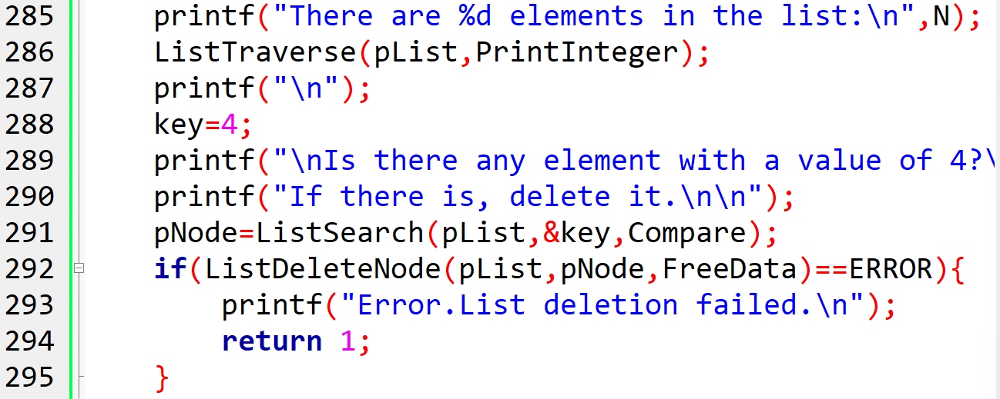 285 printf("There are %d elements in the list:\n",N);
286 ListTraverse(pList,PrintInteger);
287 printf("\n");
288 key=4;
289 printf("\nIs there any element with a value of 4?\
290 printf("If there is, delete it.\n\n");
291 pNode=ListSearch(pList,&key,Compare);
292 if(ListDeleteNode(pList,pNode,FreeData)==ERROR){
293 printf("Error.List deletion failed.\n");
294 return 1;
295 }